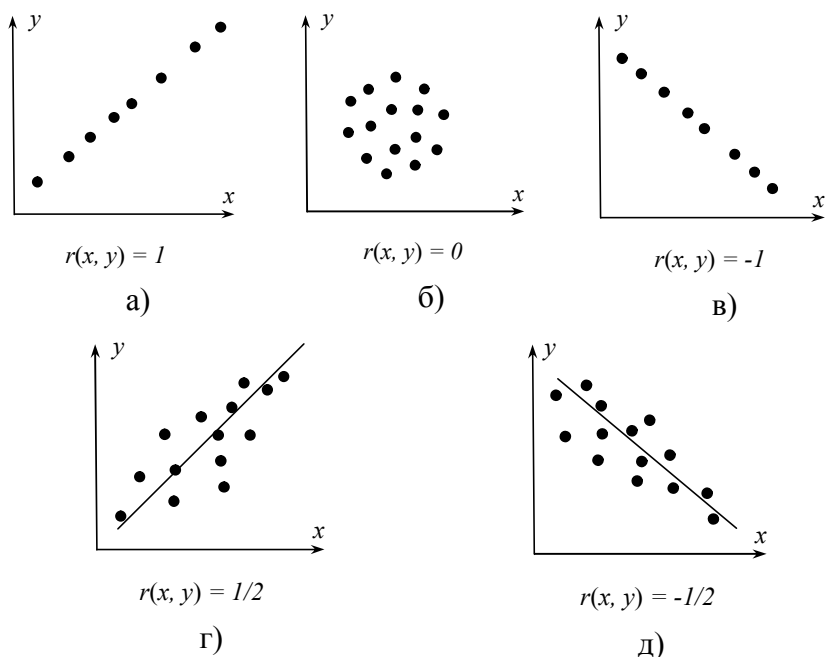 y
x
r(x, y) = 1
а)
y
x
r(x, y) = 0
б)
y
x
r(x, y) = -1
в)
y
x
r(x, y) = 1/2
г)
y
x
r(x, y) = -1/2
д)